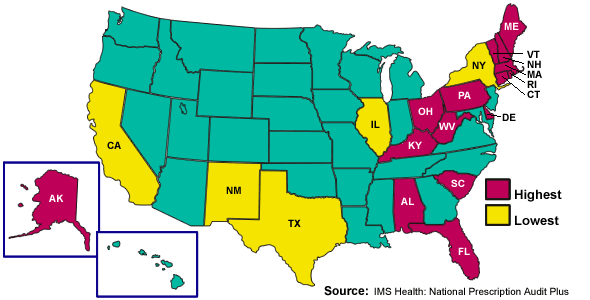 ME
VT
NH
MA
RI
CT
NY
PA
OH
IL
WV
DE
KY
CA
AK
NM
SC
AL
TX
FL
Highest
Lowest
Source: IMS Health: National Prescription Audit Plus